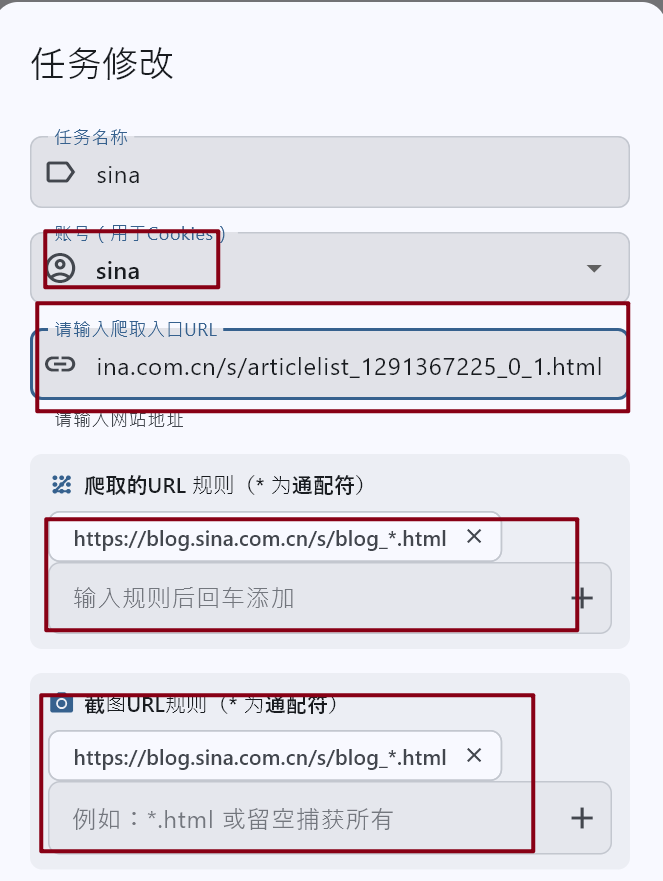 任务修改
任务名称
sina
账号（用于Cookies）
sina
请输入爬取入口URL
ina.com.cn/s/articlelist_1291367225_0_1.html
请输入网站地址
爬取的URL 规则（* 为通配符）
https://blog.sina.com.cn/s/blog_*.html ×
输入规则后回车添加 +
截图URL规则（* 为通配符）
https://blog.sina.com.cn/s/blog_*.html ×
例如：*.html 或留空捕获所有 +